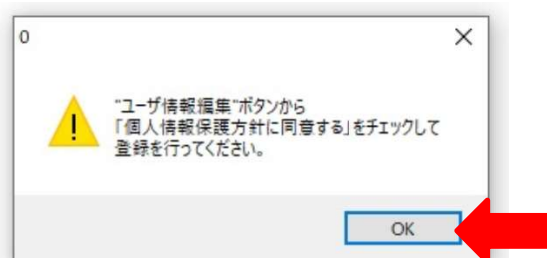 0
"ユーザ情報編集"ボタンから
「個人情報保護方針に同意する」をチェックして
登録を行ってください。
OK